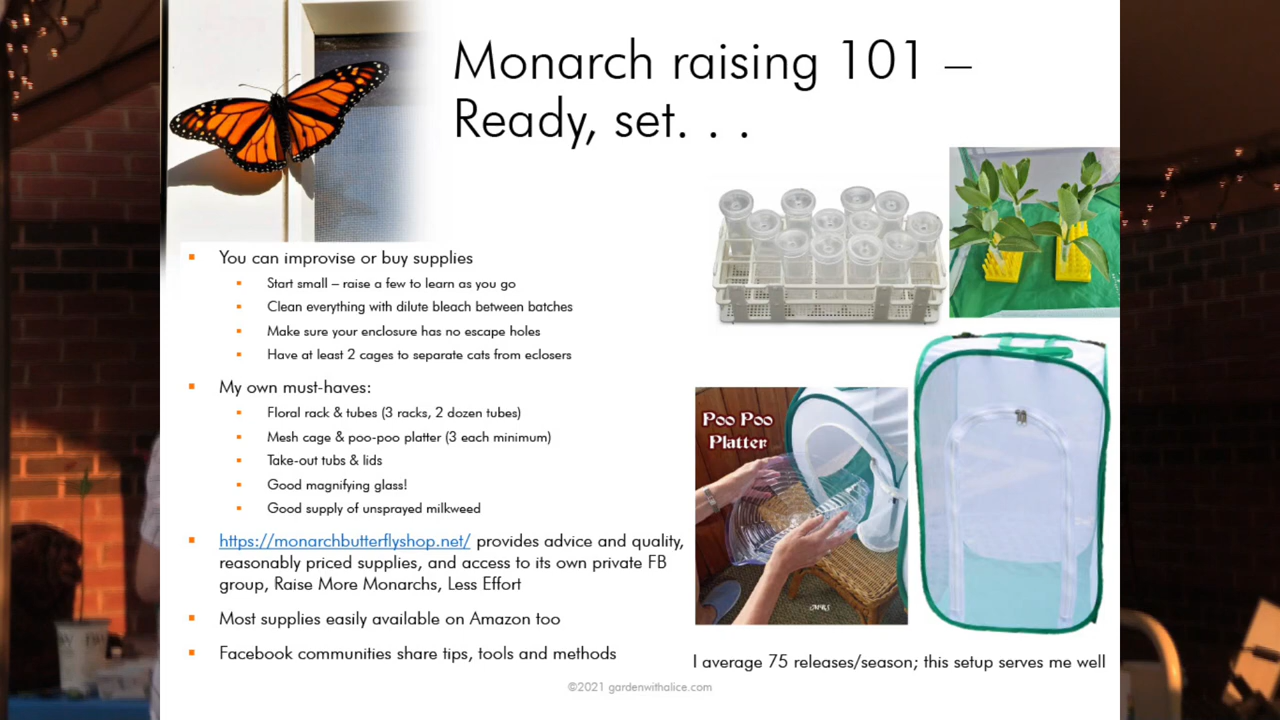 Monarch raising 101 –
Ready, set. . .
You can improvise or buy supplies
Start small – raise a few to learn as you go
Clean everything with dilute bleach between batches
Make sure your enclosure has no escape holes
Have at least 2 cages to separate cats from eclosers
My own must-haves:
Floral rack & tubes (3 racks, 2 dozen tubes)
Mesh cage & poo-poo platter (3 each minimum)
Take-out tubs & lids
Good magnifying glass!
Good supply of unsprayed milkweed
https://monarchbutterflyshop.net/ provides advice and quality,
reasonably priced supplies, and access to its own private FB
group, Raise More Monarchs, Less Effort
Most supplies easily available on Amazon too
Facebook communities share tips, tools and methods
Poo Poo
Platter
I average 75 releases/season; this setup serves me well
©2021 gardenwithalice.com